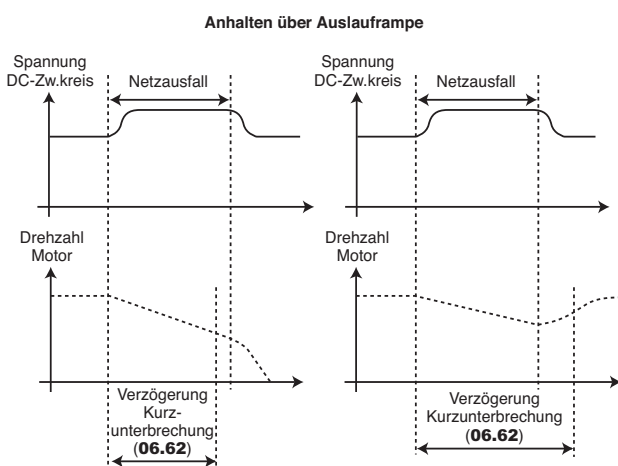 Anhalten über Auslauframpe
Spannung
DC-Zw.kreis
Netzausfall
Drehzahl
Motor
Verzögerung
Kurz-
unterbrechung
(06.62)
Spannung
DC-Zw.kreis
Netzausfall
Drehzahl
Motor
Verzögerung
Kurzunterbrechung
(06.62)